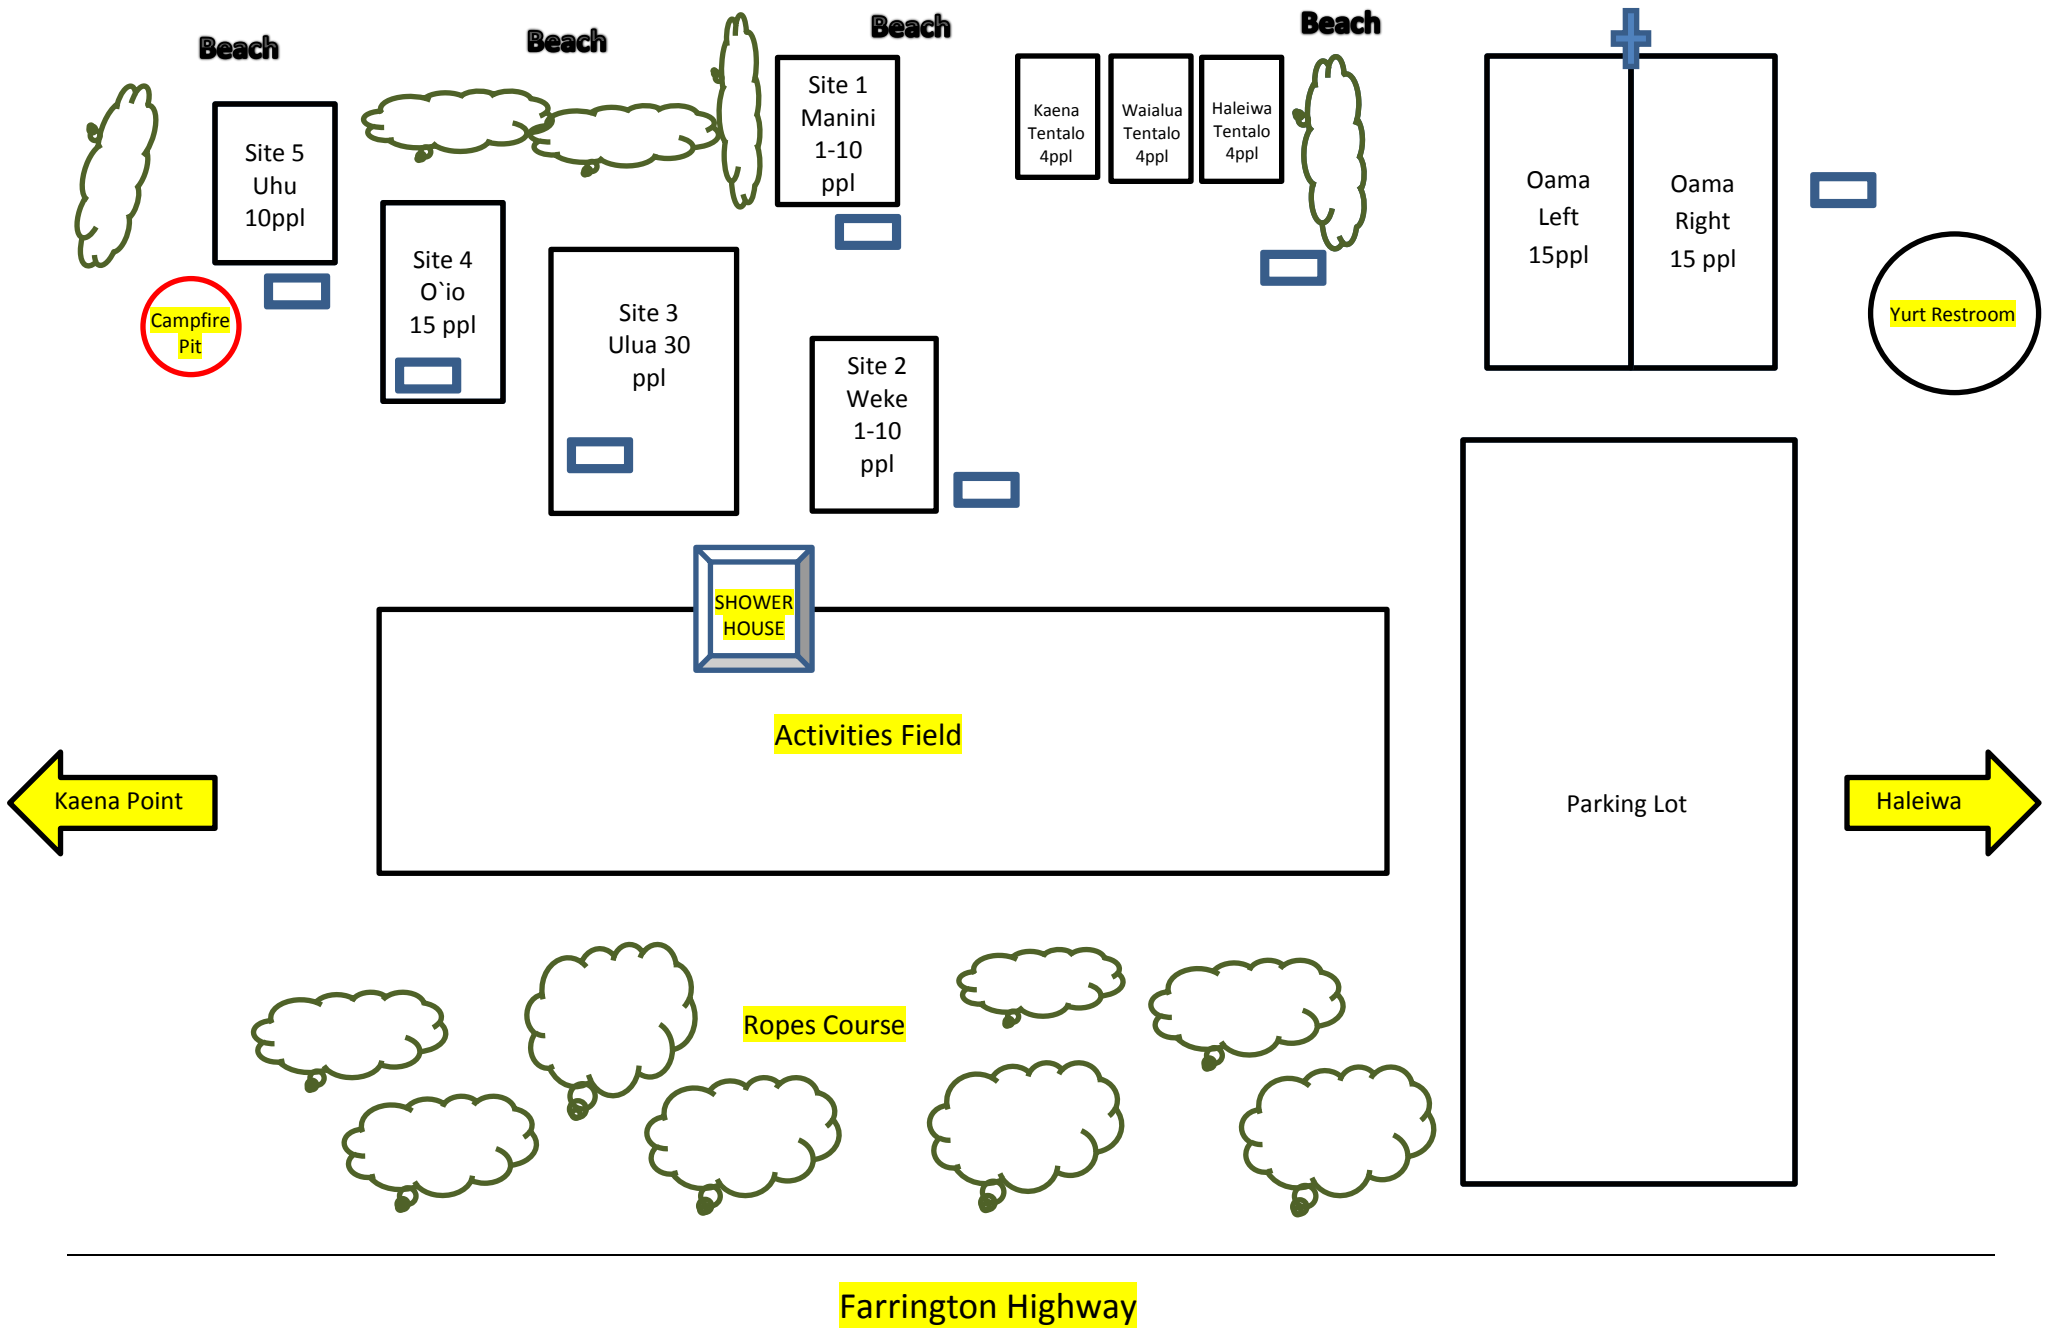 Beach
Beach
Beach
Beach
Site 5
Uhu
10ppl
Site 1
Manini
1-10
ppl
Kaena
Tentalo
4ppl
Waialua
Tentalo
4ppl
Haleiwa
Tentalo
4ppl
Oama
Left
15ppl
Oama
Right
15 ppl
Site 4
O`io
15 ppl
Site 3
Ulua 30
ppl
Campfire
Pit
Yurt Restroom
Site 2
Weke
1-10
ppl
SHOWER
HOUSE
Activities Field
Kaena Point
Parking Lot
Haleiwa
Ropes Course
Farrington Highway